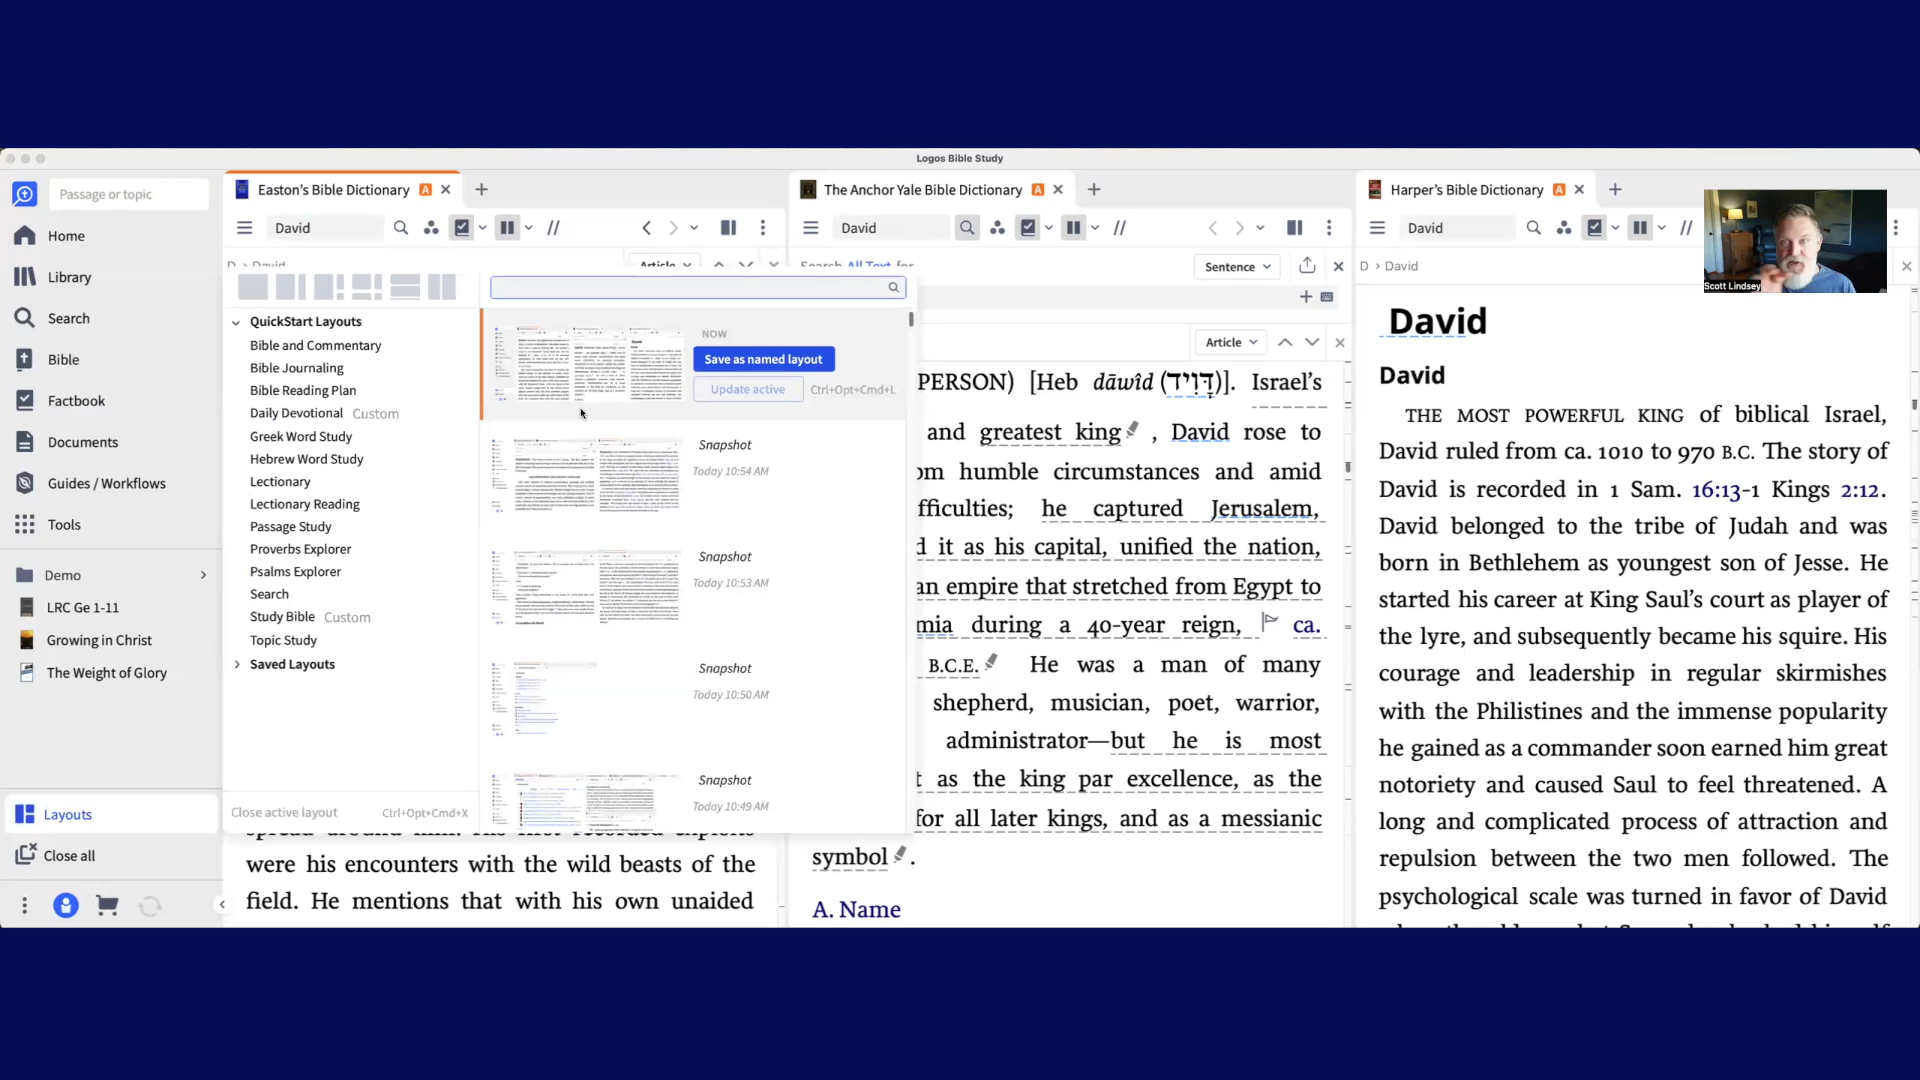 Logos Bible Study
Passage or topic
Home
Library
Search
Bible
Factbook
Documents
Guides / Workflows
Tools
Demo
LRC Ge 1-11
Growing in Christ
The Weight of Glory
Layouts
Close all
Easton's Bible Dictionary A
David
D > David
Article
QuickStart Layouts
Bible and Commentary
Bible Journaling
Bible Reading Plan
Daily Devotional Custom
Greek Word Study
Hebrew Word Study
Lectionary
Lectionary Reading
Passage Study
Proverbs Explorer
Psalms Explorer
Search
Study Bible Custom
Topic Study
Saved Layouts
Close active layout Ctrl+Opt+Cmd+X
NOW
Save as named layout
Update active Ctrl+Opt+Cmd+L
Snapshot
Today 10:54 AM
Snapshot
Today 10:53 AM
Snapshot
Today 10:50 AM
Snapshot
Today 10:49 AM
were his encounters with the wild beasts of the
field. He mentions that with his own unaided
The Anchor Yale Bible Dictionary A
David
Search All Text for
Sentence
Article
PERSON) [Heb dāwîd (דָּוִיד)]. Israel's
and greatest king, David rose to
om humble circumstances and amid
fficulties; he captured Jerusalem,
d it as his capital, unified the nation,
an empire that stretched from Egypt to
mia during a 40-year reign, ca.
B.C.E. He was a man of many
shepherd, musician, poet, warrior,
administrator—but he is most
t as the king par excellence, as the
for all later kings, and as a messianic
symbol.
A. Name
Harper's Bible Dictionary A
David
D > David
Scott Lindsey
David
David
THE MOST POWERFUL KING of biblical Israel,
David ruled from ca. 1010 to 970 B.C. The story of
David is recorded in 1 Sam. 16:13-1 Kings 2:12.
David belonged to the tribe of Judah and was
born in Bethlehem as youngest son of Jesse. He
started his career at King Saul's court as player of
the lyre, and subsequently became his squire. His
courage and leadership in regular skirmishes
with the Philistines and the immense popularity
he gained as a commander soon earned him great
notoriety and caused Saul to feel threatened. A
long and complicated process of attraction and
repulsion between the two men followed. The
psychological scale was turned in favor of David